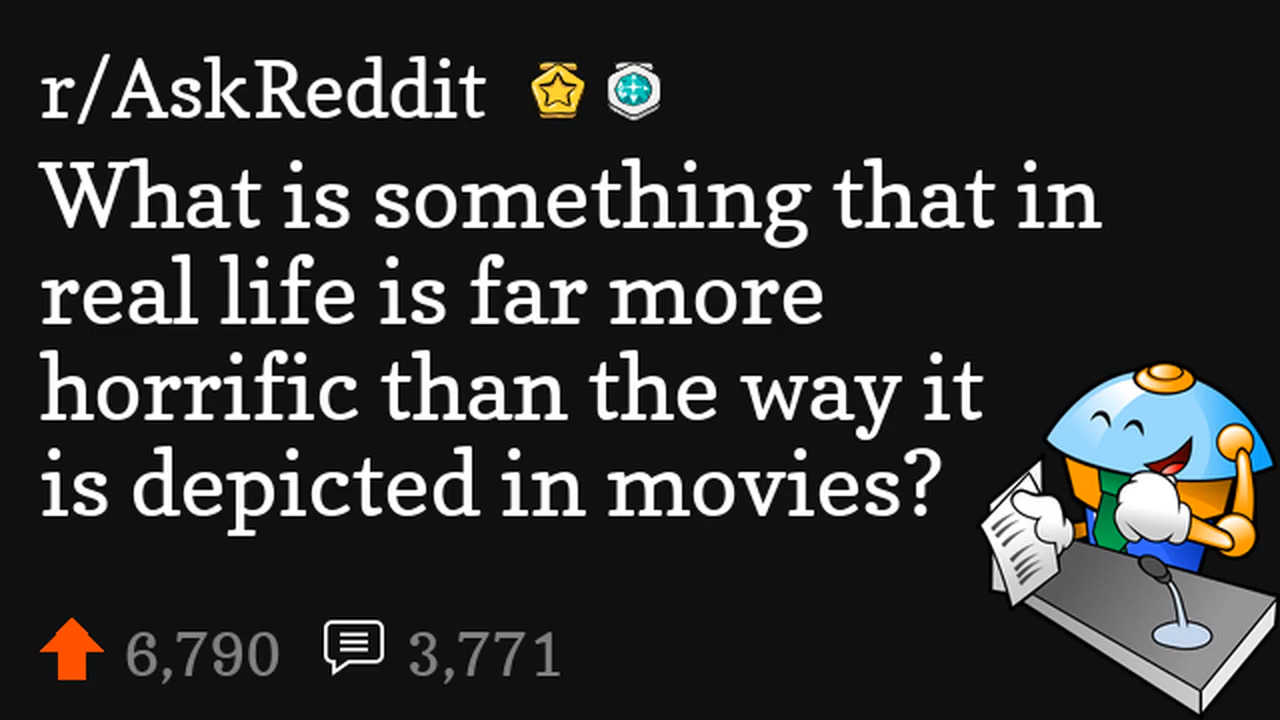 r/AskReddit
What is something that in
real life is far more
horrific than the way it
is depicted in movies?
6,790 3,771